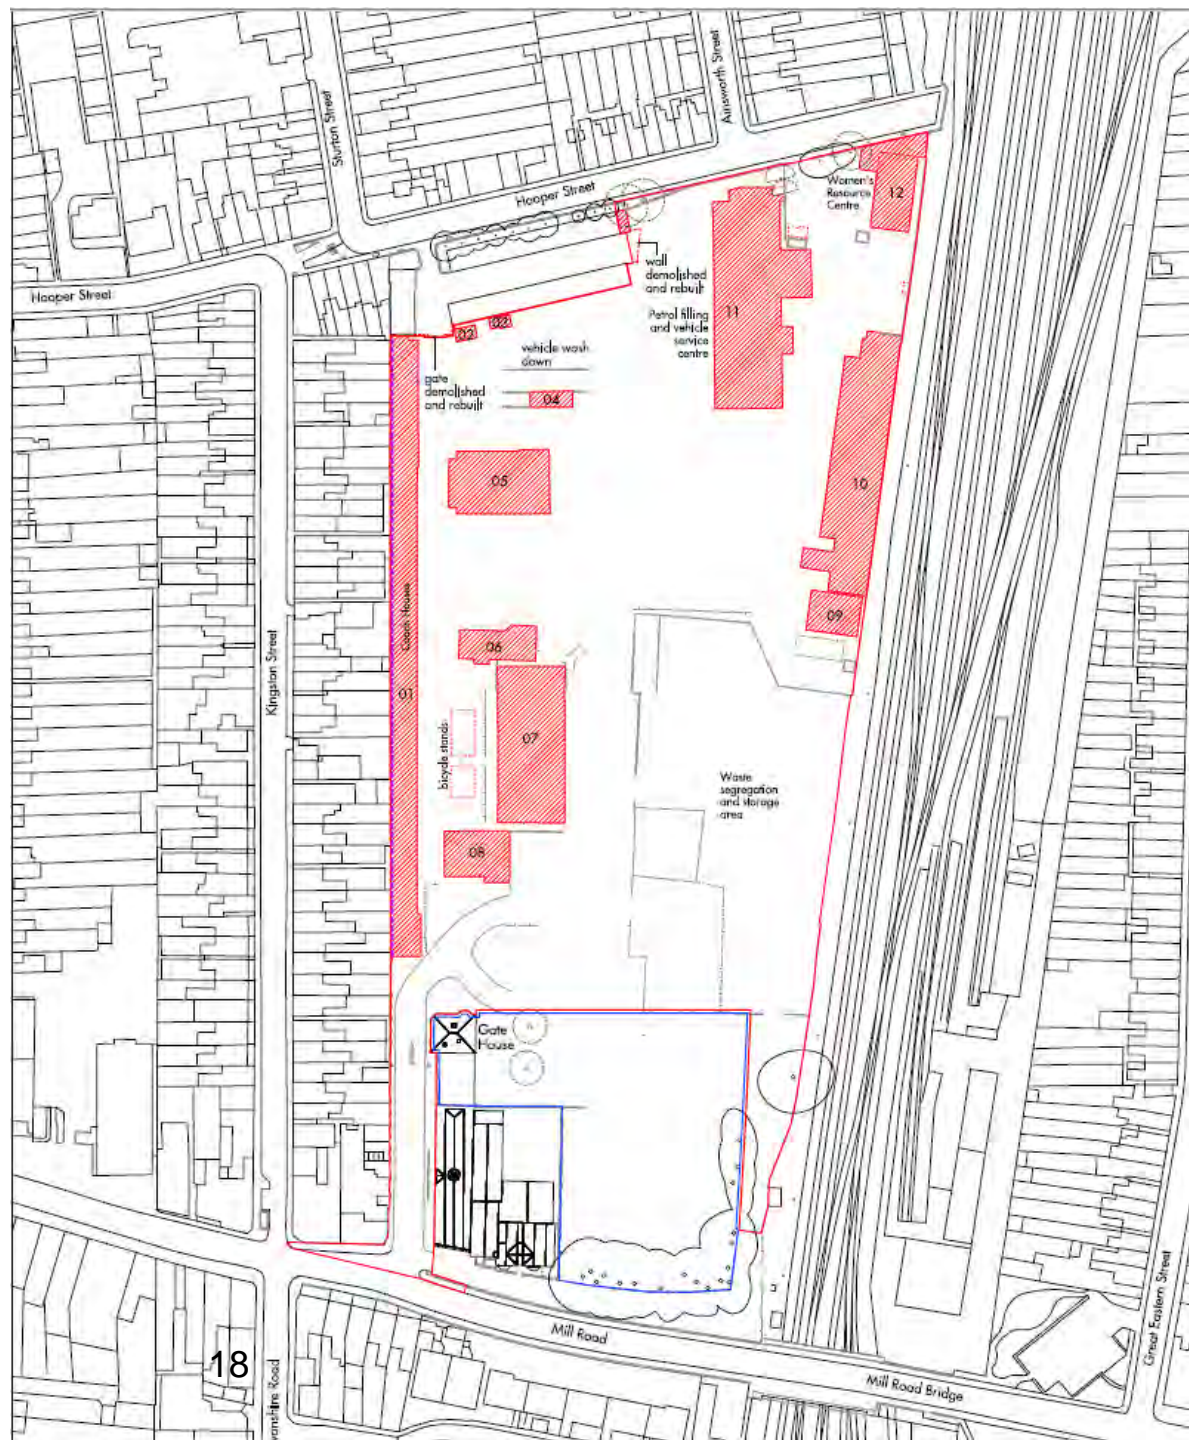 Ainsworth Street
Sturton Street
Hooper Street
Women's
Resource
Centre
12
Hooper Street
wall
demolished
and rebuilt
Petrol filling
and vehicle
service
centre
11
02
03
vehicle wash
down
gate
demolished
and rebuilt
04
05
10
Coach Houses
01
09
06
Kingston Street
07
bicycle stands
Waste
segregation
and storage
area
08
Gate
House
Mill Road
Mill Road Bridge
Great Eastern Street
18
vonshire Road